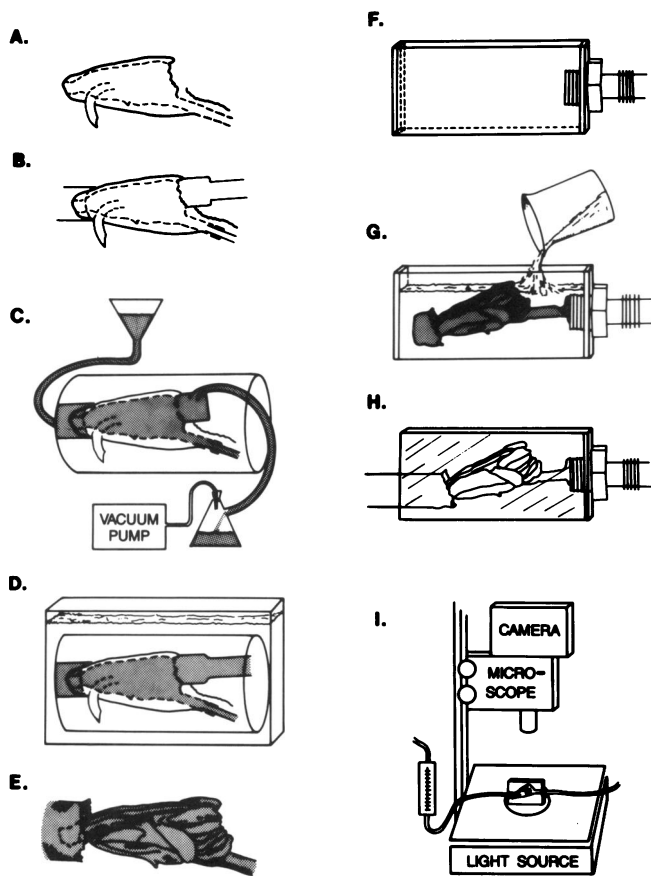 A.
B.
C.
VACUUM
PUMP
D.
E.
F.
G.
H.
I.
CAMERA
MICRO-
SCOPE
LIGHT SOURCE